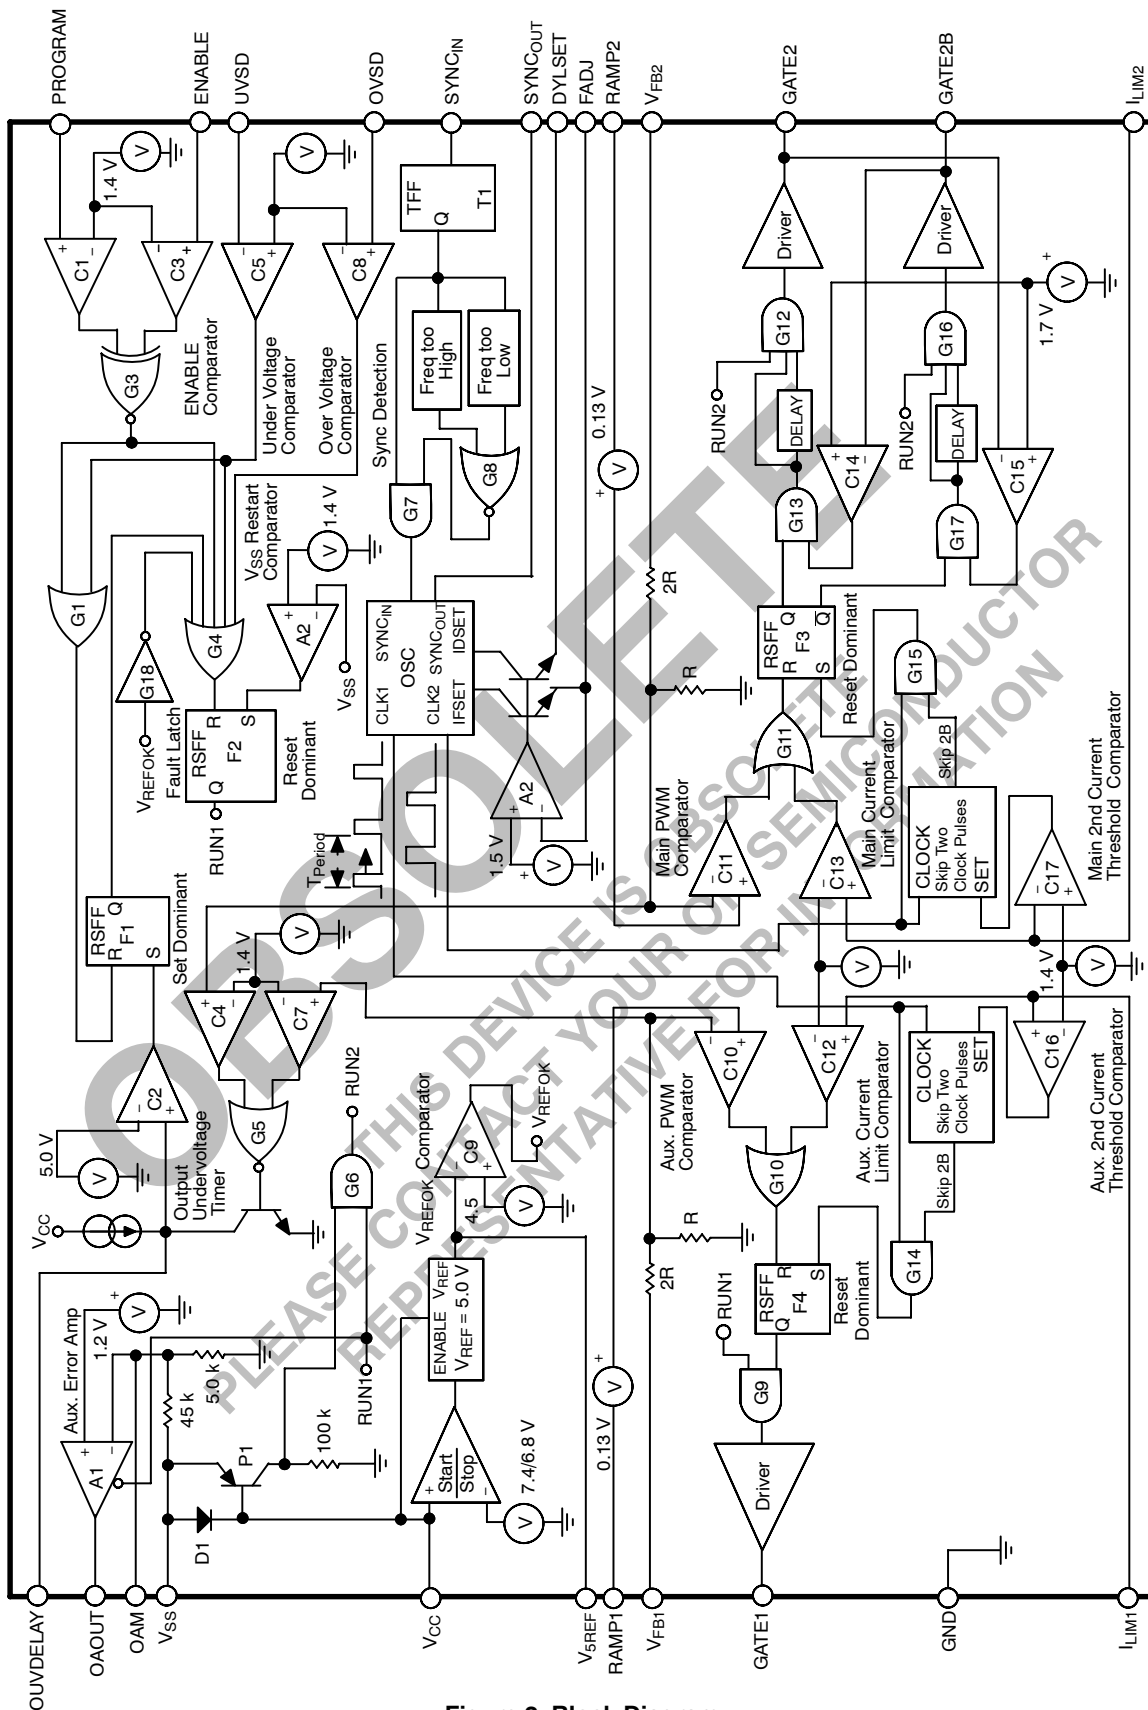 PROGRAM
ENABLE
UVSD
OVSD
SYNCIN
SYNCOUT
DYLSET
FADJ
RAMP2
VFB2
GATE2
GATE2B
ILIM2
C1
+
−
1.4 V
V
C3
−
+
G3
ENABLE
Comparator
C5
−
+
V
Under Voltage
Comparator
C8
−
+
Over Voltage
Comparator
TFF
Q
T1
Sync Detection
Freq too
High
Freq too
Low
G7
G8
0.13 V
+
V
2R
R
Driver
G12
RUN2
DELAY
G13
C14
+
−
Driver
G16
RUN2
DELAY
G17
C15
−
+
1.7 V
+
V
G1
G18
VREFOK
G4
VSS Restart
Comparator
1.4 V
V
A2
+
−
VSS
Fault Latch
RSFF
F2
R
S
Q
RUN1
Reset
Dominant
CLK1
SYNCIN
OSC
CLK2
SYNCOUT
IFSET
IDSET
TPeriod
A2
+
−
1.5 V
+
V
RSFF
F3
R
S
Q
Q
Reset Dominant
G11
G15
Main PWM
Comparator
C11
−
+
Main Current
Limit Comparator
C13
−
+
V
CLOCK
Skip Two
Clock Pulses
SET
Skip 2B
C17
−
+
Main 2nd Current
Threshold Comparator
1.4 V
V
RSFF
F1
R
Q
S
Set Dominant
C2
−
+
5.0 V
V
C4
+
−
1.4 V
V
C7
−
+
G5
Output
Undervoltage
Timer
VCC
RUN2
G6
VREFOK Comparator
C9
−
+
4.5
V
VREFOK
ENABLE
VREF
VREF = 5.0 V
Aux. PWM
Comparator
C10
−
+
C12
−
+
Aux. Current
Limit Comparator
CLOCK
Skip Two
Clock Pulses
SET
Skip 2B
C16
+
−
Aux. 2nd Current
Threshold Comparator
G10
R
2R
RSFF
F4
R
S
Q
Reset
Dominant
G14
RUN1
G9
Driver
Aux. Error Amp
A1
+
−
1.2 V
+
V
45 k
5.0 k
P1
100 k
RUN1
D1
Start
Stop
+
−
7.4/6.8 V
V
0.13 V
+
V
OUVDELAY
OAOUT
OAM
VSS
VCC
V5REF
RAMP1
VFB1
GATE1
GND
ILIM1
OBSOLETE
THIS DEVICE IS OBSOLETE
PLEASE CONTACT YOUR ON SEMICONDUCTOR
REPRESENTATIVE FOR INFORMATION